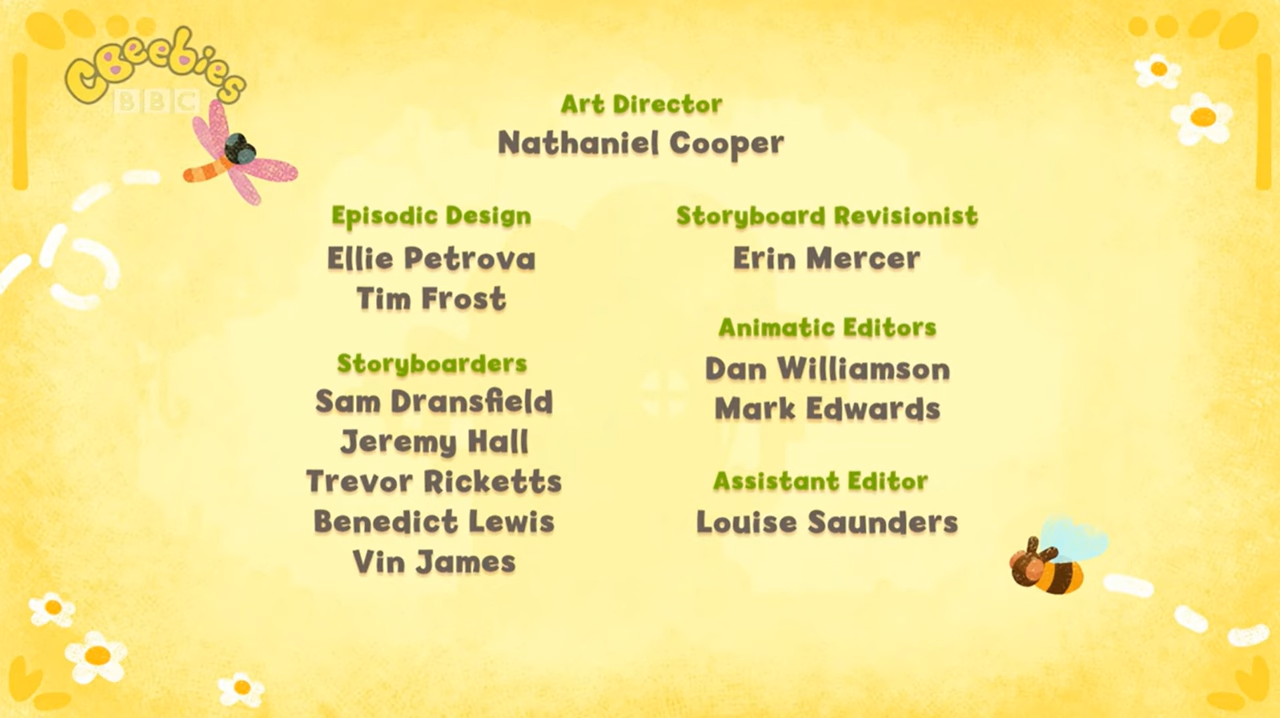 CBeebies
BBC
Art Director
Nathaniel Cooper
Episodic Design
Ellie Petrova
Tim Frost
Storyboarders
Sam Dransfield
Jeremy Hall
Trevor Ricketts
Benedict Lewis
Vin James
Storyboard Revisionist
Erin Mercer
Animatic Editors
Dan Williamson
Mark Edwards
Assistant Editor
Louise Saunders